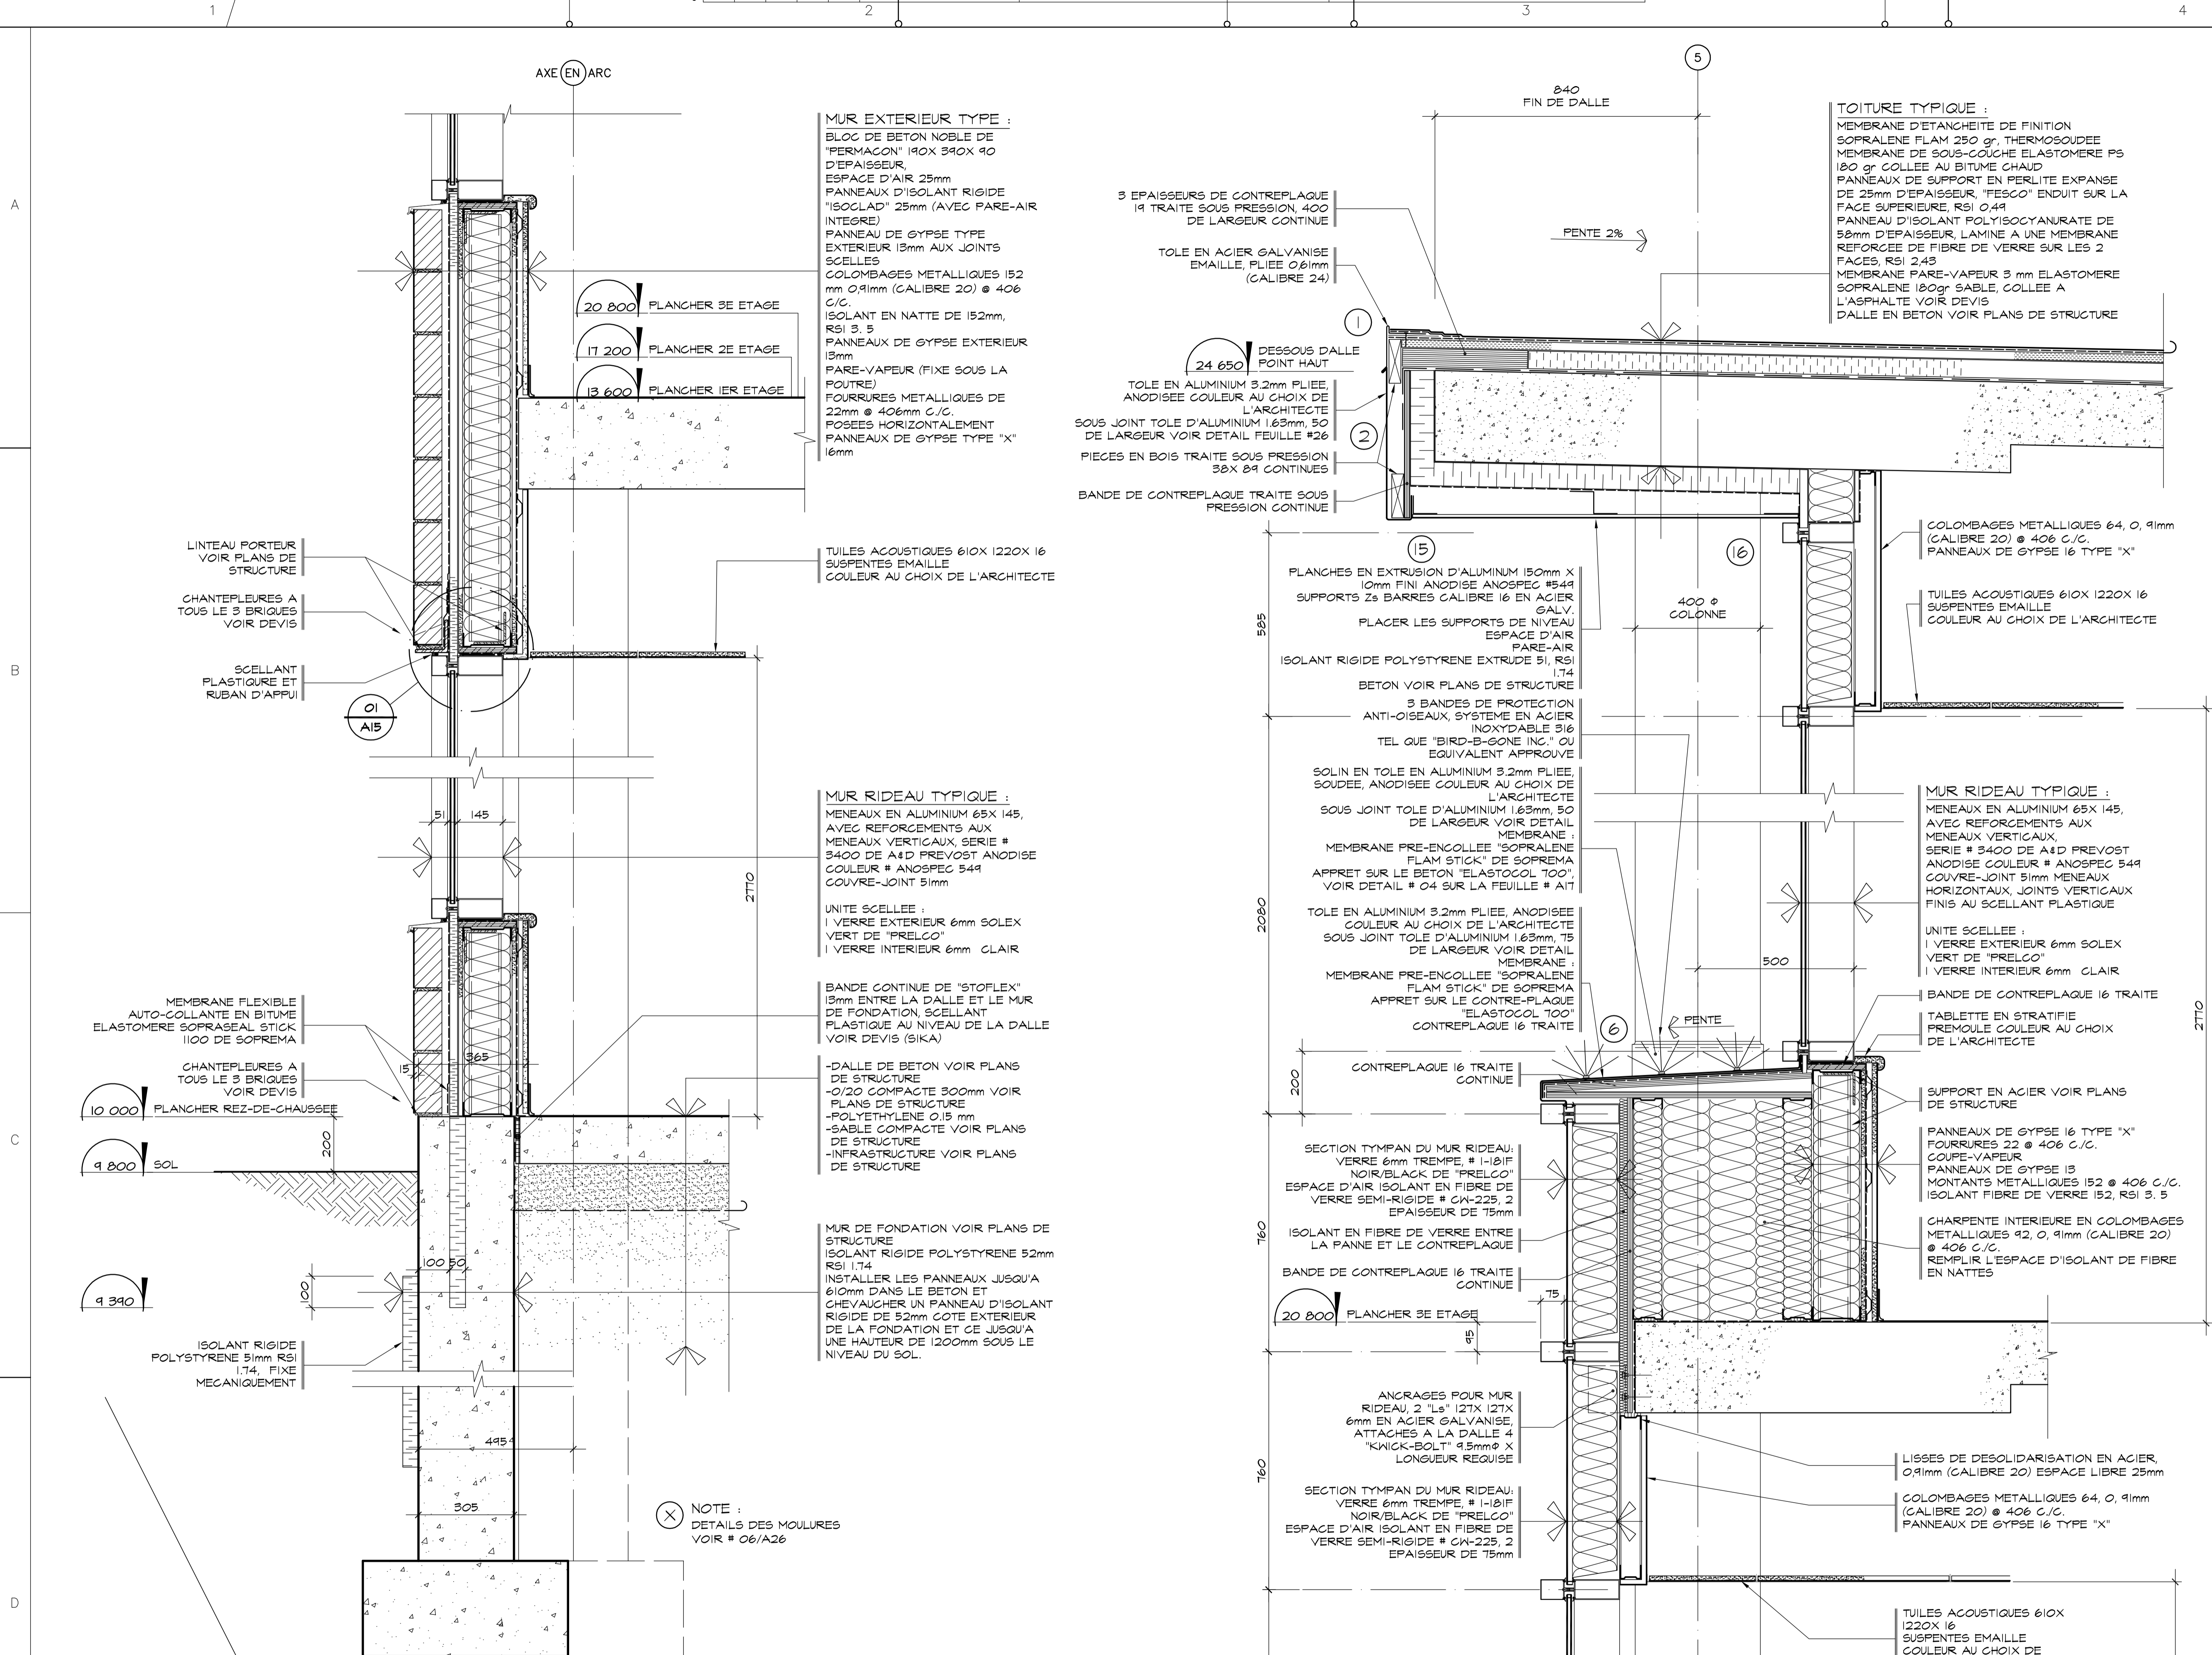 1
2
3
4
A
B
C
D
AXE EN ARC
MUR EXTERIEUR TYPE :
BLOC DE BETON NOBLE DE
"PERMACON" 190X 390X 90
D'EPAISSEUR,
ESPACE D'AIR 25mm
PANNEAUX D'ISOLANT RIGIDE
"ISOCLAD" 25mm (AVEC PARE-AIR
INTEGRE)
PANNEAU DE GYPSE TYPE
EXTERIEUR 13mm AUX JOINTS
SCELLES
COLOMBAGES METALLIQUES 152
mm 0,91mm (CALIBRE 20) @ 406
C/C.
ISOLANT EN NATTE DE 152mm,
RSI 3. 5
PANNEAUX DE GYPSE EXTERIEUR
13mm
PARE-VAPEUR (FIXE SOUS LA
POUTRE)
FOURRURES METALLIQUES DE
22mm @ 406mm C./C.
POSEES HORIZONTALEMENT
PANNEAUX DE GYPSE TYPE "X"
16mm
20 800 PLANCHER 3E ETAGE
17 200 PLANCHER 2E ETAGE
13 600 PLANCHER 1ER ETAGE
LINTEAU PORTEUR
VOIR PLANS DE
STRUCTURE
CHANTEPLEURES A
TOUS LE 3 BRIQUES
VOIR DEVIS
SCELLANT
PLASTIQURE ET
RUBAN D'APPUI
01
A15
TUILES ACOUSTIQUES 610X 1220X 16
SUSPENTES EMAILLE
COULEUR AU CHOIX DE L'ARCHITECTE
51
145
2770
MUR RIDEAU TYPIQUE :
MENEAUX EN ALUMINIUM 65X 145,
AVEC REFORCEMENTS AUX
MENEAUX VERTICAUX, SERIE #
3400 DE A&D PREVOST ANODISE
COULEUR # ANOSPEC 549
COUVRE-JOINT 51mm
UNITE SCELLEE :
1 VERRE EXTERIEUR 6mm SOLEX
VERT DE "PRELCO"
1 VERRE INTERIEUR 6mm CLAIR
MEMBRANE FLEXIBLE
AUTO-COLLANTE EN BITUME
ELASTOMERE SOPRASEAL STICK
1100 DE SOPREMA
CHANTEPLEURES A
TOUS LE 3 BRIQUES
VOIR DEVIS
15
365
10 000 PLANCHER REZ-DE-CHAUSSEE
200
9 800 SOL
9 390
100
100 50
BANDE CONTINUE DE "STOFLEX"
13mm ENTRE LA DALLE ET LE MUR
DE FONDATION, SCELLANT
PLASTIQUE AU NIVEAU DE LA DALLE
VOIR DEVIS (SIKA)
-DALLE DE BETON VOIR PLANS
DE STRUCTURE
-0/20 COMPACTE 300mm VOIR
PLANS DE STRUCTURE
-POLYETHYLENE 0.15 mm
-SABLE COMPACTE VOIR PLANS
DE STRUCTURE
-INFRASTRUCTURE VOIR PLANS
DE STRUCTURE
MUR DE FONDATION VOIR PLANS DE
STRUCTURE
ISOLANT RIGIDE POLYSTYRENE 52mm
RSI 1.74
INSTALLER LES PANNEAUX JUSQU'A
610mm DANS LE BETON ET
CHEVAUCHER UN PANNEAU D'ISOLANT
RIGIDE DE 52mm COTE EXTERIEUR
DE LA FONDATION ET CE JUSQU'A
UNE HAUTEUR DE 1200mm SOUS LE
NIVEAU DU SOL.
ISOLANT RIGIDE
POLYSTYRENE 51mm RSI
1.74, FIXE
MECANIQUEMENT
495
305
X NOTE :
DETAILS DES MOULURES
VOIR # 06/A26
5
840
FIN DE DALLE
PENTE 2%
TOITURE TYPIQUE :
MEMBRANE D'ETANCHEITE DE FINITION
SOPRALENE FLAM 250 gr, THERMOSOUDEE
MEMBRANE DE SOUS-COUCHE ELASTOMERE PS
180 gr COLLEE AU BITUME CHAUD
PANNEAUX DE SUPPORT EN PERLITE EXPANSE
DE 25mm D'EPAISSEUR, "FESCO" ENDUIT SUR LA
FACE SUPERIEURE, RSI 0,49
PANNEAU D'ISOLANT POLYISOCYANURATE DE
58mm D'EPAISSEUR, LAMINE A UNE MEMBRANE
REFORCEE DE FIBRE DE VERRE SUR LES 2
FACES, RSI 2,43
MEMBRANE PARE-VAPEUR 3 mm ELASTOMERE
SOPRALENE 180gr SABLE, COLLEE A
L'ASPHALTE VOIR DEVIS
DALLE EN BETON VOIR PLANS DE STRUCTURE
3 EPAISSEURS DE CONTREPLAQUE
19 TRAITE SOUS PRESSION, 400
DE LARGEUR CONTINUE
TOLE EN ACIER GALVANISE
EMAILLE, PLIEE 0,61mm
(CALIBRE 24)
1
24 650 DESSOUS DALLE
POINT HAUT
TOLE EN ALUMINIUM 3.2mm PLIEE,
ANODISEE COULEUR AU CHOIX DE
L'ARCHITECTE
SOUS JOINT TOLE D'ALUMINIUM 1.63mm, 50
DE LARGEUR VOIR DETAIL FEUILLE #26
2
PIECES EN BOIS TRAITE SOUS PRESSION
38X 89 CONTINUES
BANDE DE CONTREPLAQUE TRAITE SOUS
PRESSION CONTINUE
15
16
PLANCHES EN EXTRUSION D'ALUMINUM 150mm X
10mm FINI ANODISE ANOSPEC #549
SUPPORTS Zs BARRES CALIBRE 16 EN ACIER
GALV.
PLACER LES SUPPORTS DE NIVEAU
ESPACE D'AIR
PARE-AIR
ISOLANT RIGIDE POLYSTYRENE EXTRUDE 51, RSI
1.74
BETON VOIR PLANS DE STRUCTURE
400 Φ
COLONNE
585
COLOMBAGES METALLIQUES 64, 0, 91mm
(CALIBRE 20) @ 406 C./C.
PANNEAUX DE GYPSE 16 TYPE "X"
TUILES ACOUSTIQUES 610X 1220X 16
SUSPENTES EMAILLE
COULEUR AU CHOIX DE L'ARCHITECTE
3 BANDES DE PROTECTION
ANTI-OISEAUX, SYSTEME EN ACIER
INOXYDABLE 316
TEL QUE "BIRD-B-GONE INC." OU
EQUIVALENT APPROUVE
SOLIN EN TOLE EN ALUMINIUM 3.2mm PLIEE,
SOUDEE, ANODISEE COULEUR AU CHOIX DE
L'ARCHITECTE
SOUS JOINT TOLE D'ALUMINIUM 1.63mm, 50
DE LARGEUR VOIR DETAIL
MEMBRANE :
MEMBRANE PRE-ENCOLLEE "SOPRALENE
FLAM STICK" DE SOPREMA
APPRET SUR LE BETON "ELASTOCOL 700",
VOIR DETAIL # 04 SUR LA FEUILLE # A17
2080
TOLE EN ALUMINIUM 3.2mm PLIEE, ANODISEE
COULEUR AU CHOIX DE L'ARCHITECTE
SOUS JOINT TOLE D'ALUMINIUM 1.63mm, 75
DE LARGEUR VOIR DETAIL
MEMBRANE :
MEMBRANE PRE-ENCOLLEE "SOPRALENE
FLAM STICK" DE SOPREMA
APPRET SUR LE CONTRE-PLAQUE
"ELASTOCOL 700"
CONTREPLAQUE 16 TRAITE
6
PENTE
500
MUR RIDEAU TYPIQUE :
MENEAUX EN ALUMINIUM 65X 145,
AVEC REFORCEMENTS AUX
MENEAUX VERTICAUX,
SERIE # 3400 DE A&D PREVOST
ANODISE COULEUR # ANOSPEC 549
COUVRE-JOINT 51mm MENEAUX
HORIZONTAUX, JOINTS VERTICAUX
FINIS AU SCELLANT PLASTIQUE
UNITE SCELLEE :
1 VERRE EXTERIEUR 6mm SOLEX
VERT DE "PRELCO"
1 VERRE INTERIEUR 6mm CLAIR
BANDE DE CONTREPLAQUE 16 TRAITE
TABLETTE EN STRATIFIE
PREMOULE COULEUR AU CHOIX
DE L'ARCHITECTE
2770
200
CONTREPLAQUE 16 TRAITE
CONTINUE
SUPPORT EN ACIER VOIR PLANS
DE STRUCTURE
PANNEAUX DE GYPSE 16 TYPE "X"
FOURRURES 22 @ 406 C./C.
COUPE-VAPEUR
PANNEAUX DE GYPSE 13
MONTANTS METALLIQUES 152 @ 406 C./C.
ISOLANT FIBRE DE VERRE 152, RSI 3. 5
SECTION TYMPAN DU MUR RIDEAU:
VERRE 6mm TREMPE, # 1-181F
NOIR/BLACK DE "PRELCO"
ESPACE D'AIR ISOLANT EN FIBRE DE
VERRE SEMI-RIGIDE # CW-225, 2
EPAISSEUR DE 75mm
ISOLANT EN FIBRE DE VERRE ENTRE
LA PANNE ET LE CONTREPLAQUE
BANDE DE CONTREPLAQUE 16 TRAITE
CONTINUE
CHARPENTE INTERIEURE EN COLOMBAGES
METALLIQUES 92, 0, 91mm (CALIBRE 20)
@ 406 C./C.
REMPLIR L'ESPACE D'ISOLANT DE FIBRE
EN NATTES
760
75
20 800 PLANCHER 3E ETAGE
95
ANCRAGES POUR MUR
RIDEAU, 2 "Ls" 127X 127X
6mm EN ACIER GALVANISE,
ATTACHES A LA DALLE 4
"KWICK-BOLT" 9.5mmΦ X
LONGUEUR REQUISE
760
LISSES DE DESOLIDARISATION EN ACIER,
0,91mm (CALIBRE 20) ESPACE LIBRE 25mm
COLOMBAGES METALLIQUES 64, 0, 91mm
(CALIBRE 20) @ 406 C./C.
PANNEAUX DE GYPSE 16 TYPE "X"
SECTION TYMPAN DU MUR RIDEAU:
VERRE 6mm TREMPE, # 1-181F
NOIR/BLACK DE "PRELCO"
ESPACE D'AIR ISOLANT EN FIBRE DE
VERRE SEMI-RIGIDE # CW-225, 2
EPAISSEUR DE 75mm
TUILES ACOUSTIQUES 610X
1220X 16
SUSPENTES EMAILLE
COULEUR AU CHOIX DE